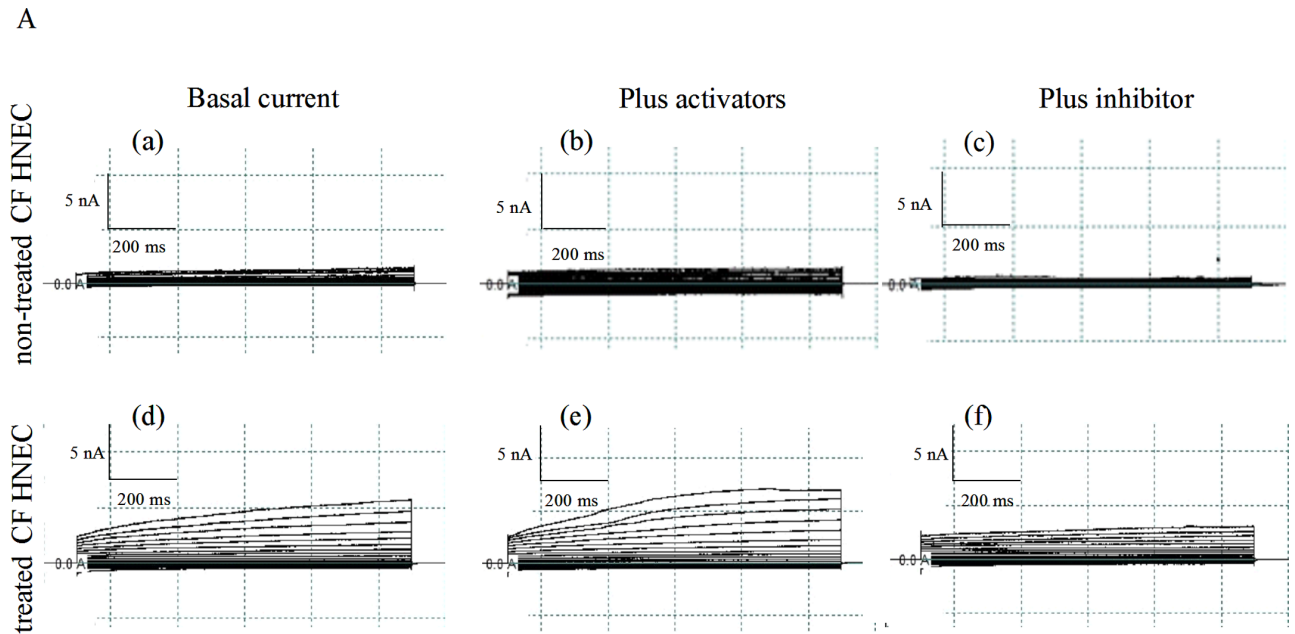 A
Basal current
Plus activators
Plus inhibitor
non-treated CF HNEC
(a)
5 nA
200 ms
0.0 A
(b)
5 nA
200 ms
0.0 A
(c)
5 nA
200 ms
0.0 A
treated CF HNEC
(d)
5 nA
200 ms
0.0 A
(e)
5 nA
200 ms
0.0 A
(f)
5 nA
200 ms
0.0 A